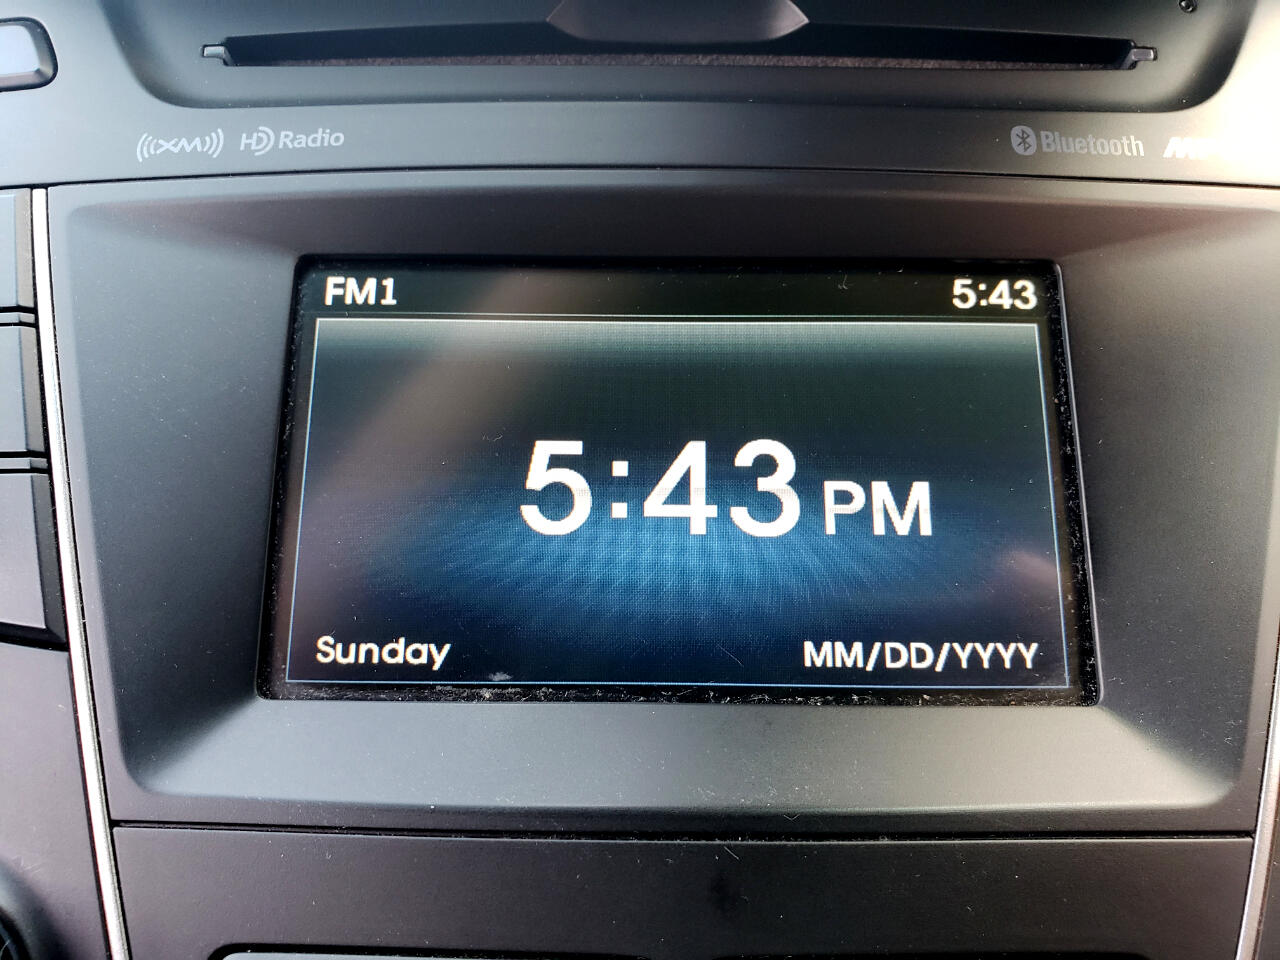 XM HD Radio Bluetooth
FM1 5:43
5:43 PM
Sunday MM/DD/YYYY